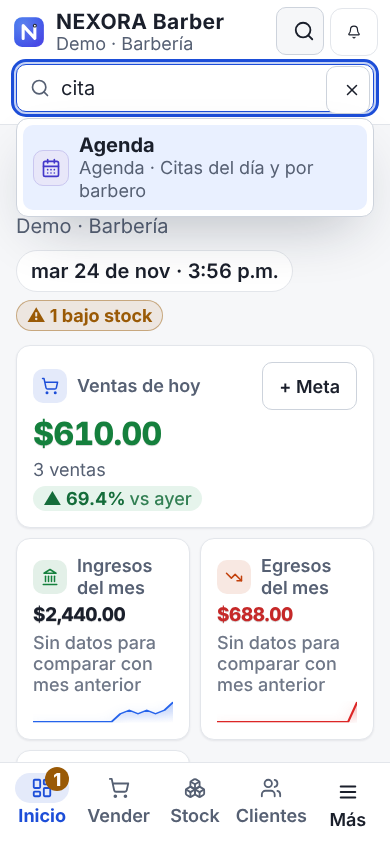 N
NEXORA Barber
Demo · Barbería
cita
Agenda
Agenda · Citas del día y por
barbero
Demo · Barbería
mar 24 de nov · 3:56 p.m.
1 bajo stock
Ventas de hoy
+ Meta
$610.00
3 ventas
▲ 69.4% vs ayer
Ingresos
del mes
$2,440.00
Sin datos para
comparar con
mes anterior
Egresos
del mes
$688.00
Sin datos para
comparar con
mes anterior
1
Inicio
Vender
Stock
Clientes
Más